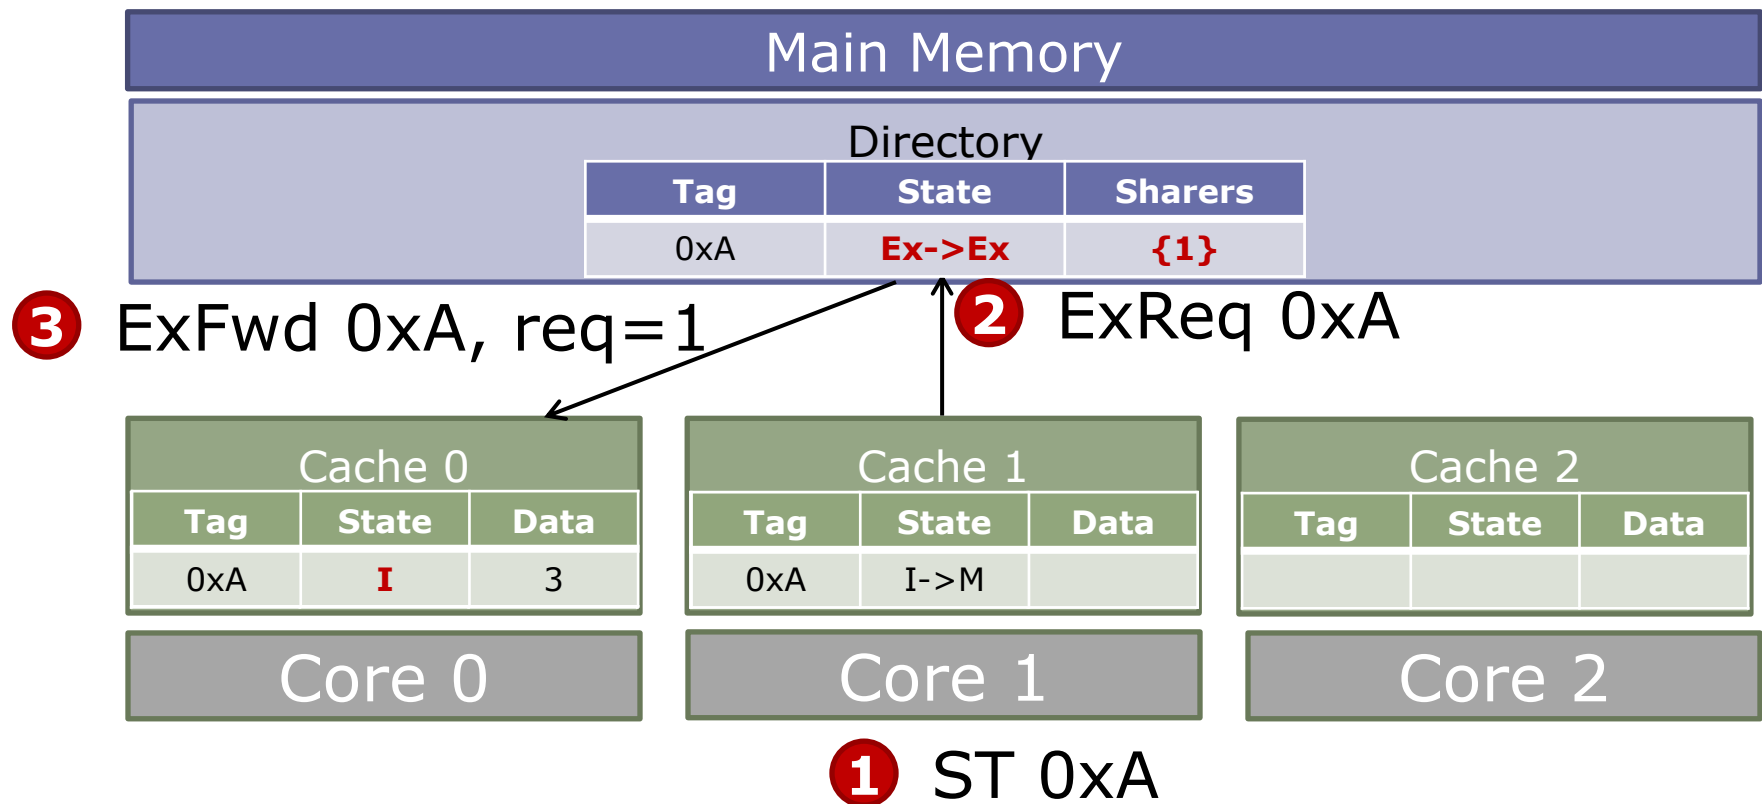 Main Memory
Directory
Tag State Sharers
0xA Ex->Ex {1}
3 ExFwd 0xA, req=1
2 ExReq 0xA
Cache 0
Tag State Data
0xA I 3
Cache 1
Tag State Data
0xA I->M
Cache 2
Tag State Data
Core 0
Core 1
Core 2
1 ST 0xA